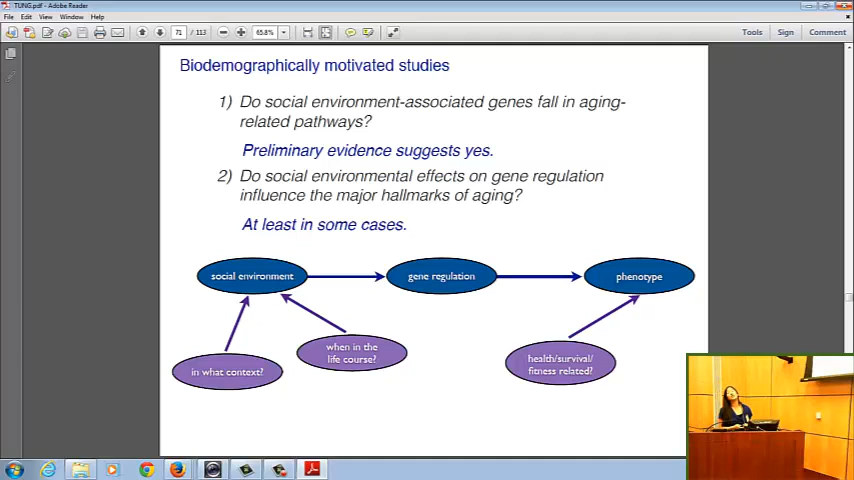 TUNG.pdf - Adobe Reader
File Edit View Window Help
71 / 113 65.8% Tools Sign Comment
Biodemographically motivated studies
1) Do social environment-associated genes fall in aging-
related pathways?
Preliminary evidence suggests yes.
2) Do social environmental effects on gene regulation
influence the major hallmarks of aging?
At least in some cases.
social environment gene regulation phenotype
in what context?
when in the
life course?
health/survival/
fitness related?